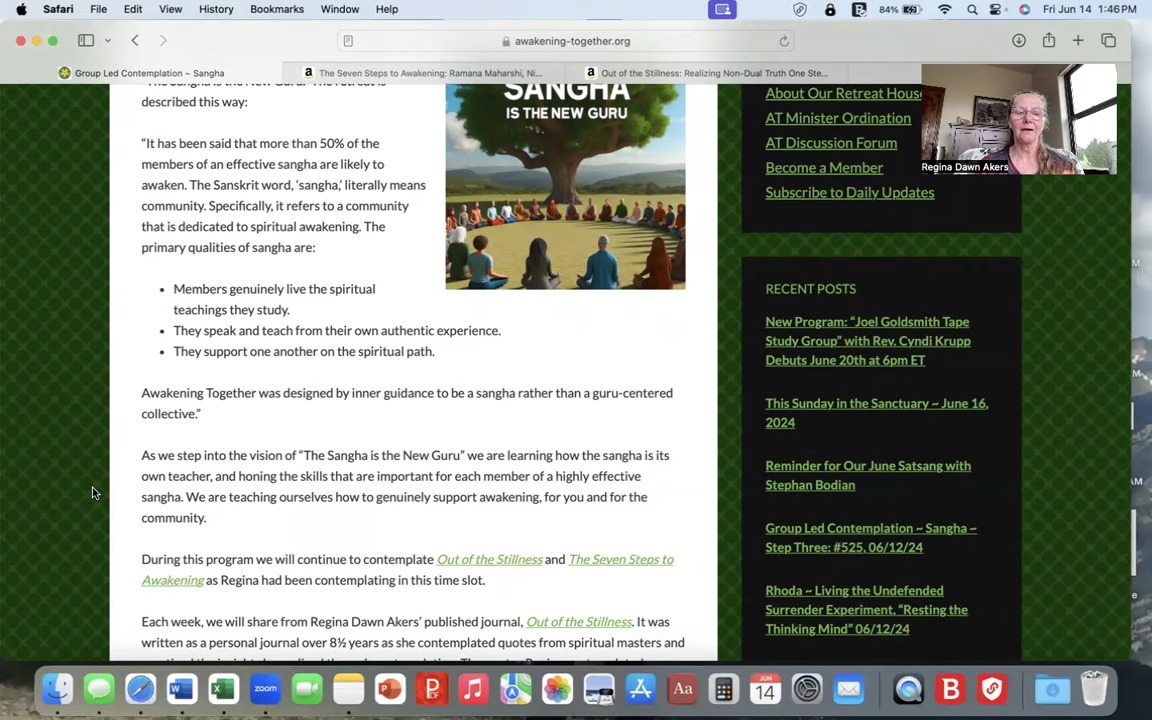 Safari File Edit View History Bookmarks Window Help 84% Fri Jun 14 1:46 PM
awakening-together.org
Group Led Contemplation ~ Sangha
The Seven Steps to Awakening: Ramana Maharshi, Ni...
Out of the Stillness: Realizing Non-Dual Truth One Ste...
described this way:
"It has been said that more than 50% of the
members of an effective sangha are likely to
awaken. The Sanskrit word, 'sangha,' literally means
community. Specifically, it refers to a community
that is dedicated to spiritual awakening. The
primary qualities of sangha are:
SANGHA
IS THE NEW GURU
• Members genuinely live the spiritual
teachings they study.
• They speak and teach from their own authentic experience.
• They support one another on the spiritual path.
Awakening Together was designed by inner guidance to be a sangha rather than a guru-centered
collective."
As we step into the vision of "The Sangha is the New Guru" we are learning how the sangha is its
own teacher, and honing the skills that are important for each member of a highly effective
sangha. We are teaching ourselves how to genuinely support awakening, for you and for the
community.
During this program we will continue to contemplate Out of the Stillness and The Seven Steps to
Awakening as Regina had been contemplating in this time slot.
Each week, we will share from Regina Dawn Akers' published journal, Out of the Stillness. It was
written as a personal journal over 8½ years as she contemplated quotes from spiritual masters and
About Our Retreat House
AT Minister Ordination
AT Discussion Forum
Become a Member
Subscribe to Daily Updates
Regina Dawn Akers
RECENT POSTS
New Program: "Joel Goldsmith Tape
Study Group" with Rev. Cyndi Krupp
Debuts June 20th at 6pm ET
This Sunday in the Sanctuary ~ June 16,
2024
Reminder for Our June Satsang with
Stephan Bodian
Group Led Contemplation ~ Sangha ~
Step Three: #525, 06/12/24
Rhoda ~ Living the Undefended
Surrender Experiment, "Resting the
Thinking Mind" 06/12/24
zoom
Aa
JUN
14